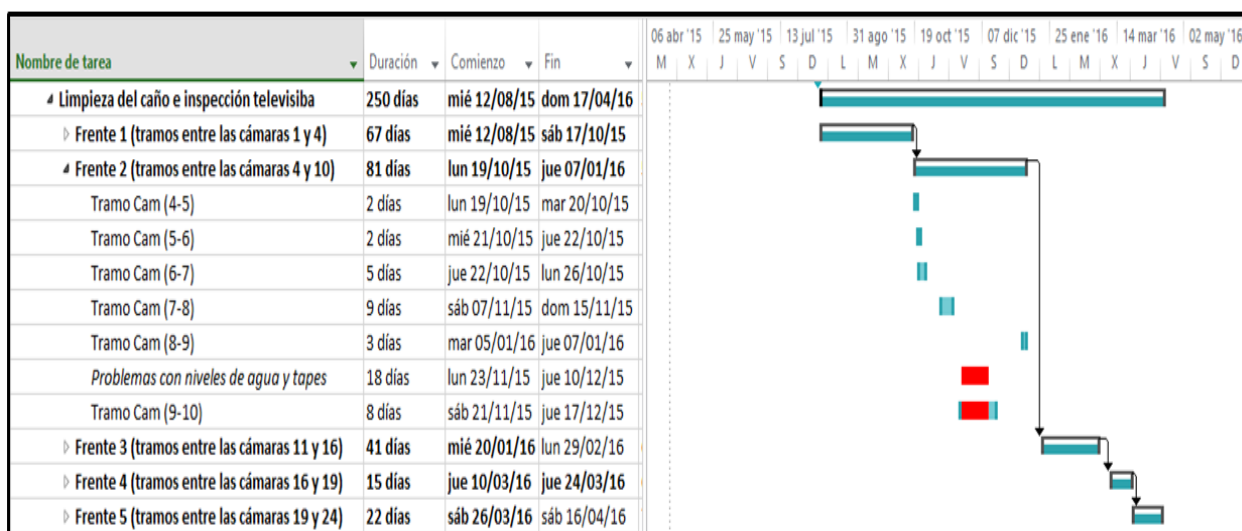 06 abr '15 25 may '15 13 jul '15 31 ago '15 19 oct '15 07 dic '15 25 ene '16 14 mar '16 02 may '16
Nombre de tarea Duración Comienzo Fin M X J V S D L M X J V S D L M X J V S D
Limpieza del caño e inspección televisiba 250 días mié 12/08/15 dom 17/04/16
Frente 1 (tramos entre las cámaras 1 y 4) 67 días mié 12/08/15 sáb 17/10/15
Frente 2 (tramos entre las cámaras 4 y 10) 81 días lun 19/10/15 jue 07/01/16
Tramo Cam (4-5) 2 días lun 19/10/15 mar 20/10/15
Tramo Cam (5-6) 2 días mié 21/10/15 jue 22/10/15
Tramo Cam (6-7) 5 días jue 22/10/15 lun 26/10/15
Tramo Cam (7-8) 9 días sáb 07/11/15 dom 15/11/15
Tramo Cam (8-9) 3 días mar 05/01/16 jue 07/01/16
Problemas con niveles de agua y tapes 18 días lun 23/11/15 jue 10/12/15
Tramo Cam (9-10) 8 días sáb 21/11/15 jue 17/12/15
Frente 3 (tramos entre las cámaras 11 y 16) 41 días mié 20/01/16 lun 29/02/16
Frente 4 (tramos entre las cámaras 16 y 19) 15 días jue 10/03/16 jue 24/03/16
Frente 5 (tramos entre las cámaras 19 y 24) 22 días sáb 26/03/16 sáb 16/04/16